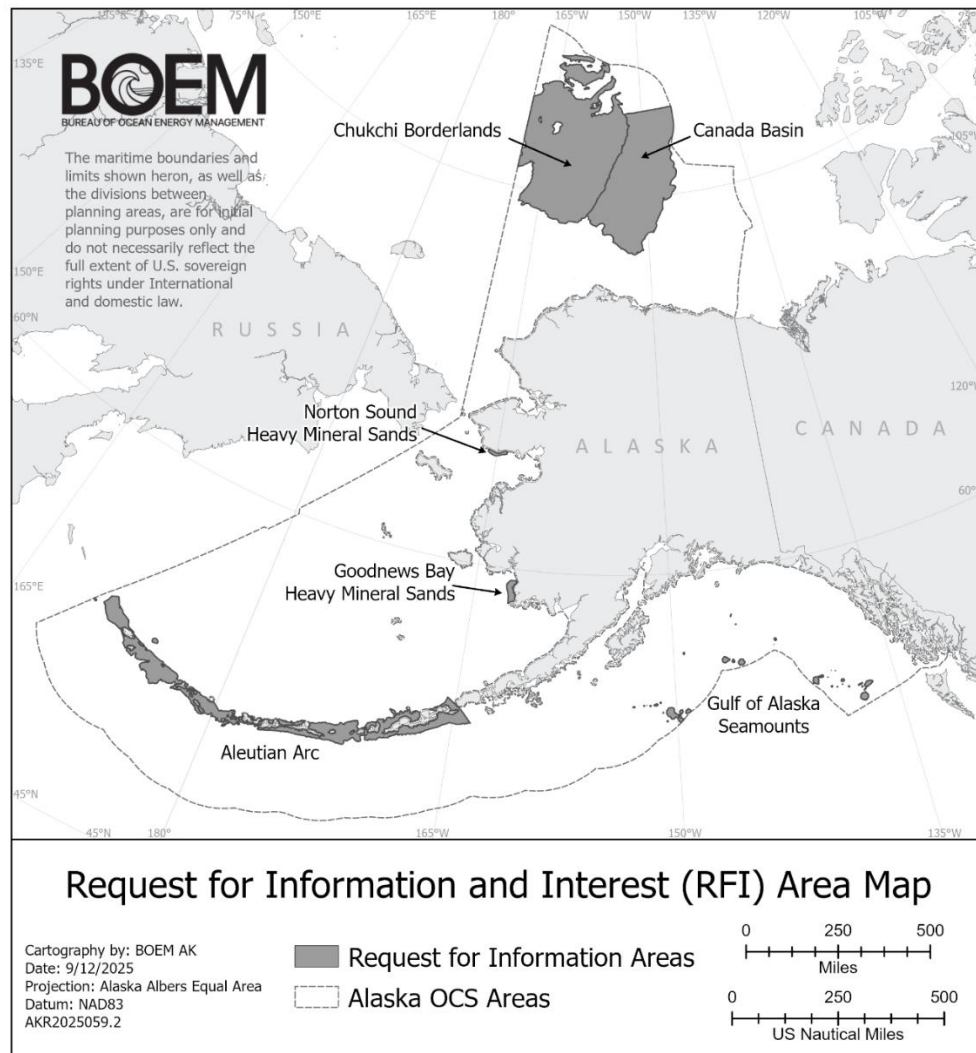 135°E
75°N
165°W
150°W
135°W
120°W
105°W
BOEM
BUREAU OF OCEAN ENERGY MANAGEMENT
The maritime boundaries and
limits shown heron, as well as
the divisions between
planning areas, are for initial
planning purposes only and
do not necessarily reflect the
full extent of U.S. sovereign
rights under International
and domestic law.
Chukchi Borderlands
Canada Basin
105°W
150°E
60°N
RUSSIA
120°W
Norton Sound
Heavy Mineral Sands
ALASKA
CANADA
60°N
165°E
Goodnews Bay
Heavy Mineral Sands
Gulf of Alaska
Seamounts
Aleutian Arc
45°N
45°N
180°
165°W
150°W
135°W
Request for Information and Interest (RFI) Area Map
Cartography by: BOEM AK
Date: 9/12/2025
Projection: Alaska Albers Equal Area
Datum: NAD83
AKR2025059.2
Request for Information Areas
Alaska OCS Areas
0 250 500
Miles
0 250 500
US Nautical Miles